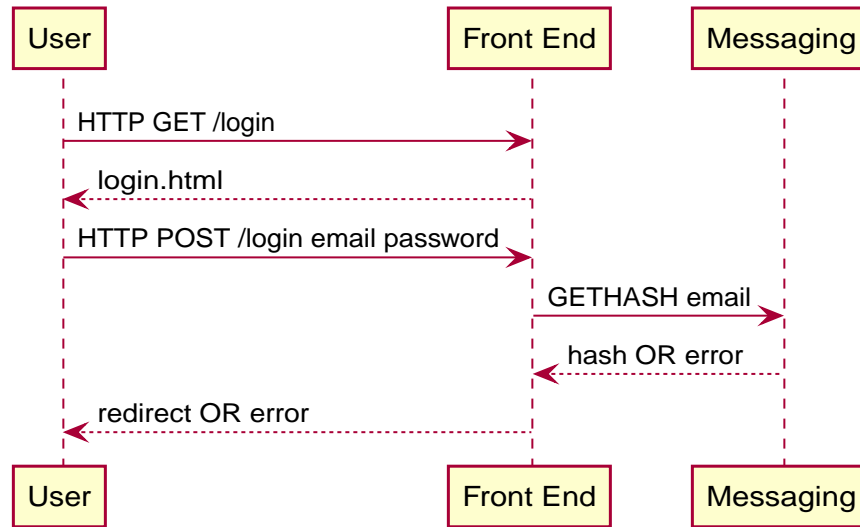 User Front End Messaging
HTTP GET /login
login.html
HTTP POST /login email password
GETHASH email
hash OR error
redirect OR error
User Front End Messaging